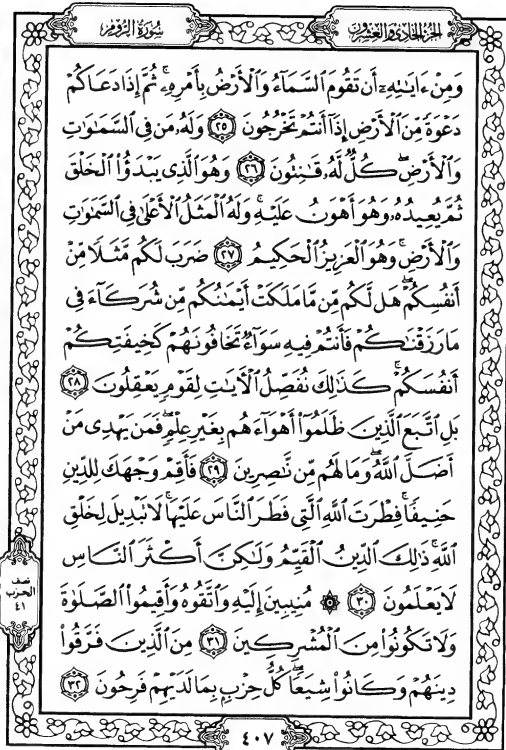 الجزء الحادي والعشرون
سورة الروم
وَمِنْ ءَايَٰتِهِۦٓ أَن تَقُومَ ٱلسَّمَآءُ وَٱلْأَرْضُ بِأَمْرِهِۦۚ ثُمَّ إِذَا دَعَاكُمْ
دَعْوَةً مِّنَ ٱلْأَرْضِ إِذَآ أَنتُمْ تَخْرُجُونَ ٢٥ وَلَهُۥ مَن فِى ٱلسَّمَٰوَٰتِ
وَٱلْأَرْضِۖ كُلٌّ لَّهُۥ قَٰنِتُونَ ٢٦ وَهُوَ ٱلَّذِى يَبْدَؤُا۟ ٱلْخَلْقَ
ثُمَّ يُعِيدُهُۥ وَهُوَ أَهْوَنُ عَلَيْهِۚ وَلَهُ ٱلْمَثَلُ ٱلْأَعْلَىٰ فِى ٱلسَّمَٰوَٰتِ
وَٱلْأَرْضِۚ وَهُوَ ٱلْعَزِيزُ ٱلْحَكِيمُ ٢٧ ضَرَبَ لَكُم مَّثَلًا مِّنْ
أَنفُسِكُمْۖ هَل لَّكُم مِّن مَّا مَلَكَتْ أَيْمَٰنُكُم مِّن شُرَكَآءَ فِى
مَا رَزَقْنَٰكُمْ فَأَنتُمْ فِيهِ سَوَآءٌ تَخَافُونَهُمْ كَخِيفَتِكُمْ
أَنفُسَكُمْۚ كَذَٰلِكَ نُفَصِّلُ ٱلْءَايَٰتِ لِقَوْمٍ يَعْقِلُونَ ٢٨
بَلِ ٱتَّبَعَ ٱلَّذِينَ ظَلَمُوٓا۟ أَهْوَآءَهُم بِغَيْرِ عِلْمٍۖ فَمَن يَهْدِى مَنْ
أَضَلَّ ٱللَّهُۖ وَمَا لَهُم مِّن نَّٰصِرِينَ ٢٩ فَأَقِمْ وَجْهَكَ لِلدِّينِ
حَنِيفًاۚ فِطْرَتَ ٱللَّهِ ٱلَّتِى فَطَرَ ٱلنَّاسَ عَلَيْهَاۚ لَا تَبْدِيلَ لِخَلْقِ
ٱللَّهِۚ ذَٰلِكَ ٱلدِّينُ ٱلْقَيِّمُ وَلَٰكِنَّ أَكْثَرَ ٱلنَّاسِ
لَا يَعْلَمُونَ ٣٠ ۞ مُنِيبِينَ إِلَيْهِ وَٱتَّقُوهُ وَأَقِيمُوا۟ ٱلصَّلَوٰةَ
وَلَا تَكُونُوا۟ مِنَ ٱلْمُشْرِكِينَ ٣١ مِنَ ٱلَّذِينَ فَرَّقُوا۟
دِينَهُمْ وَكَانُوا۟ شِيَعًاۖ كُلُّ حِزْبٍۭ بِمَا لَدَيْهِمْ فَرِحُونَ ٣٢
نصف
الحزب
٤١
٤٠٧